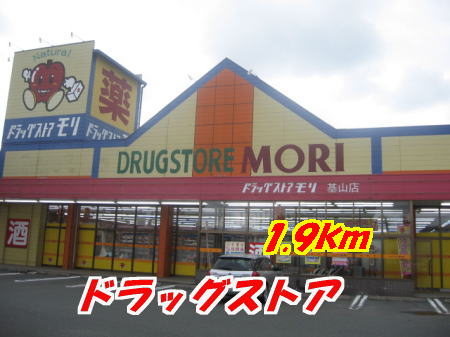 Natural
薬
ドラッグストア モリ
ドラッグストア
DRUGSTORE MORI
ドラッグストア モリ 基山店
酒
1.9Km
ドラッグストア